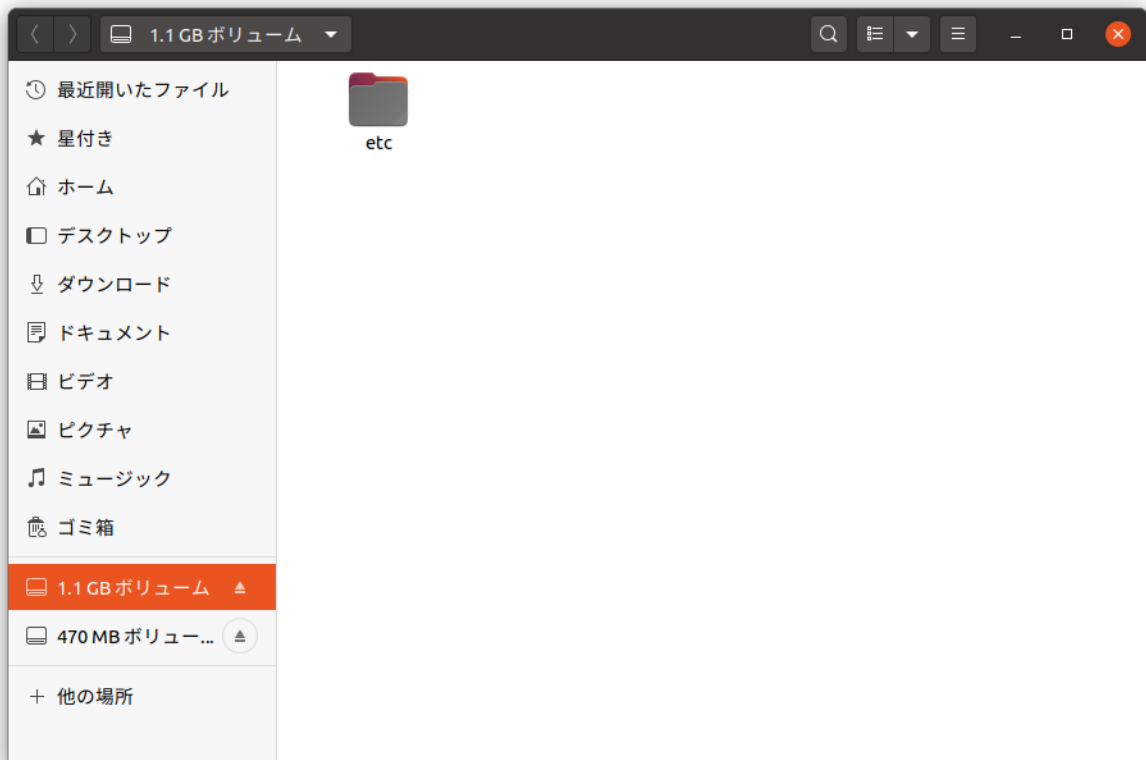 1.1 GB ボリューム
最近開いたファイル
星付き
ホーム
デスクトップ
ダウンロード
ドキュメント
ビデオ
ピクチャ
ミュージック
ゴミ箱
1.1 GB ボリューム
470 MB ボリュー...
他の場所
etc